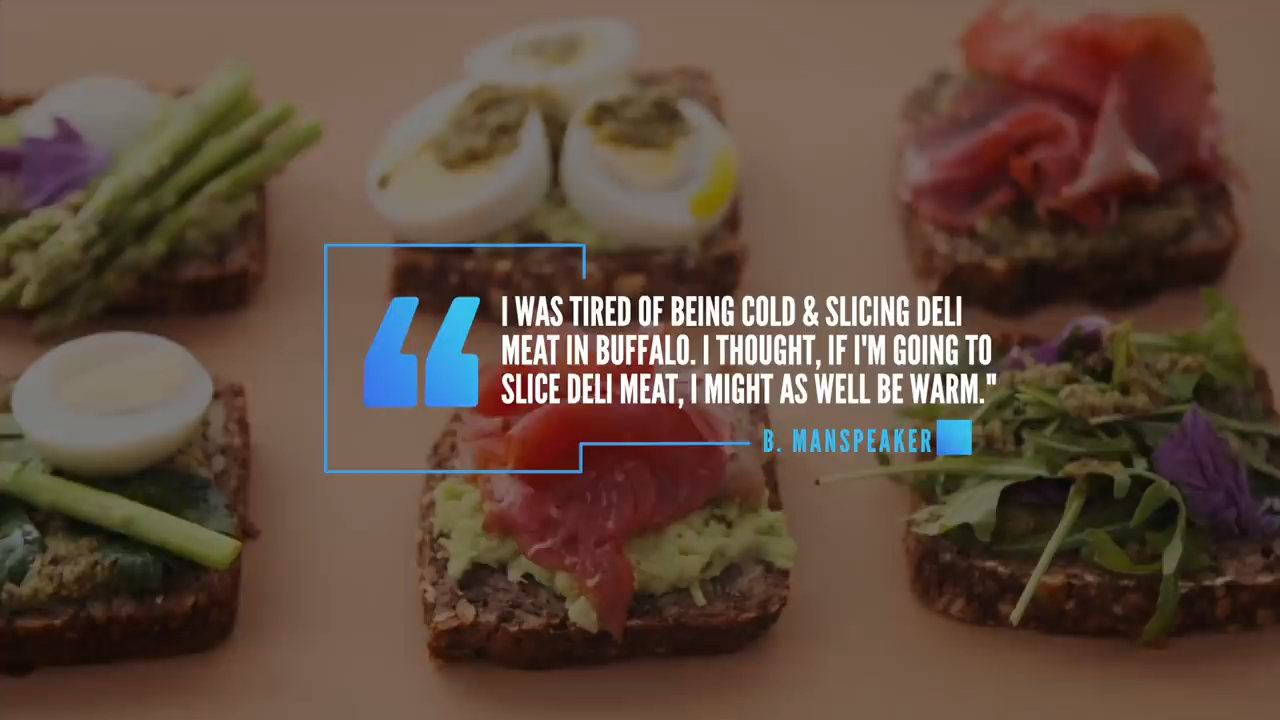 I WAS TIRED OF BEING COLD & SLICING DELI
MEAT IN BUFFALO. I THOUGHT, IF I'M GOING TO
SLICE DELI MEAT, I MIGHT AS WELL BE WARM."
B. MANSPEAKER